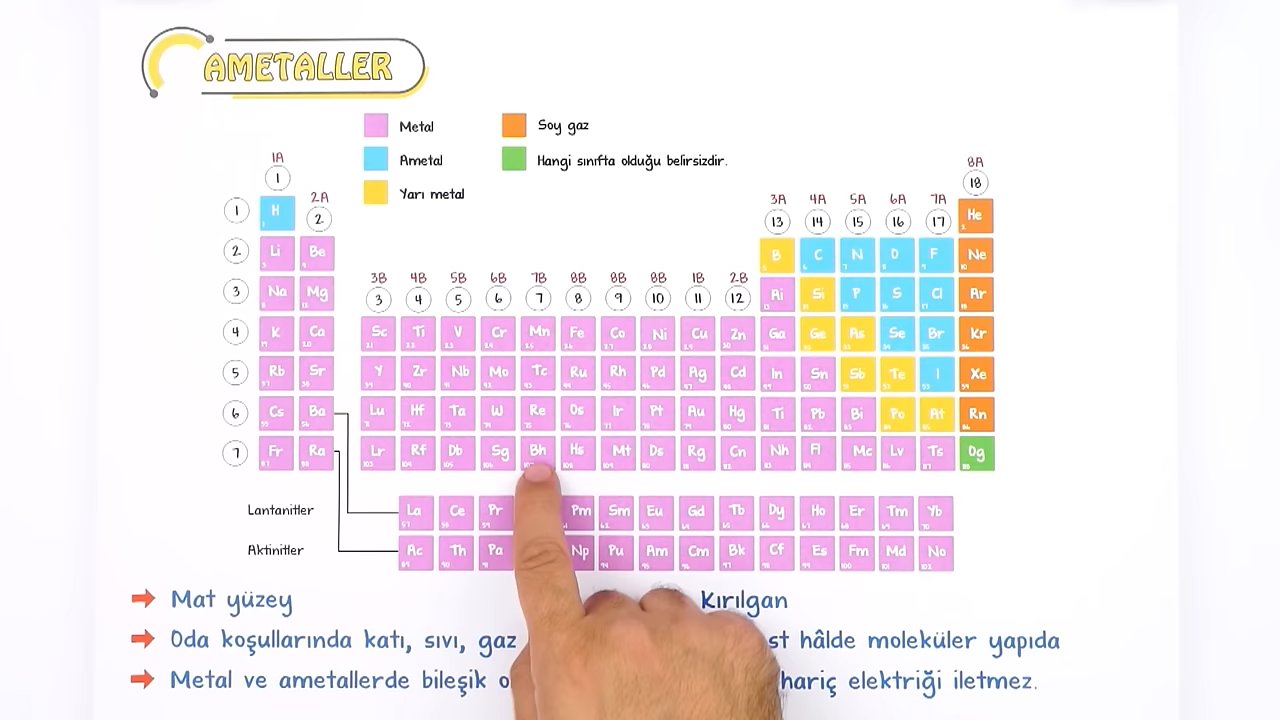 AMETALLER
Metal
Soy gaz
Ametal
Hangi sınıfta olduğu belirsizdir.
Yarı metal
1A 8A
1 18
2A 3A 4A 5A 6A 7A
1 H 2 13 14 15 16 17 He
2 Li Be B C N O F Ne
3B 4B 5B 6B 7B 8B 8B 8B 1B 2B
3 Na Mg 3 4 5 6 7 8 9 10 11 12 Al Si P S Cl Ar
4 K Ca Sc Ti V Cr Mn Fe Co Ni Cu Zn Ga Ge As Se Br Kr
5 Rb Sr Y Zr Nb Mo Tc Ru Rh Pd Ag Cd In Sn Sb Te I Xe
6 Cs Ba Lu Hf Ta W Re Os Ir Pt Au Hg Ti Pb Bi Po At Rn
7 Fr Ra Lr Rf Db Sg Bh Hs Mt Ds Rg Cn Nh Fl Mc Lv Ts Og
Lantanitler La Ce Pr Pm Sm Eu Gd Tb Dy Ho Er Tm Yb
Aktinitler Ac Th Pa Np Pu Am Cm Bk Cf Es Fm Md No
Mat yüzey Kırılgan
Oda koşullarında katı, sıvı, gaz st hâlde moleküler yapıda
Metal ve ametallerde bileşik o hariç elektriği iletmez.